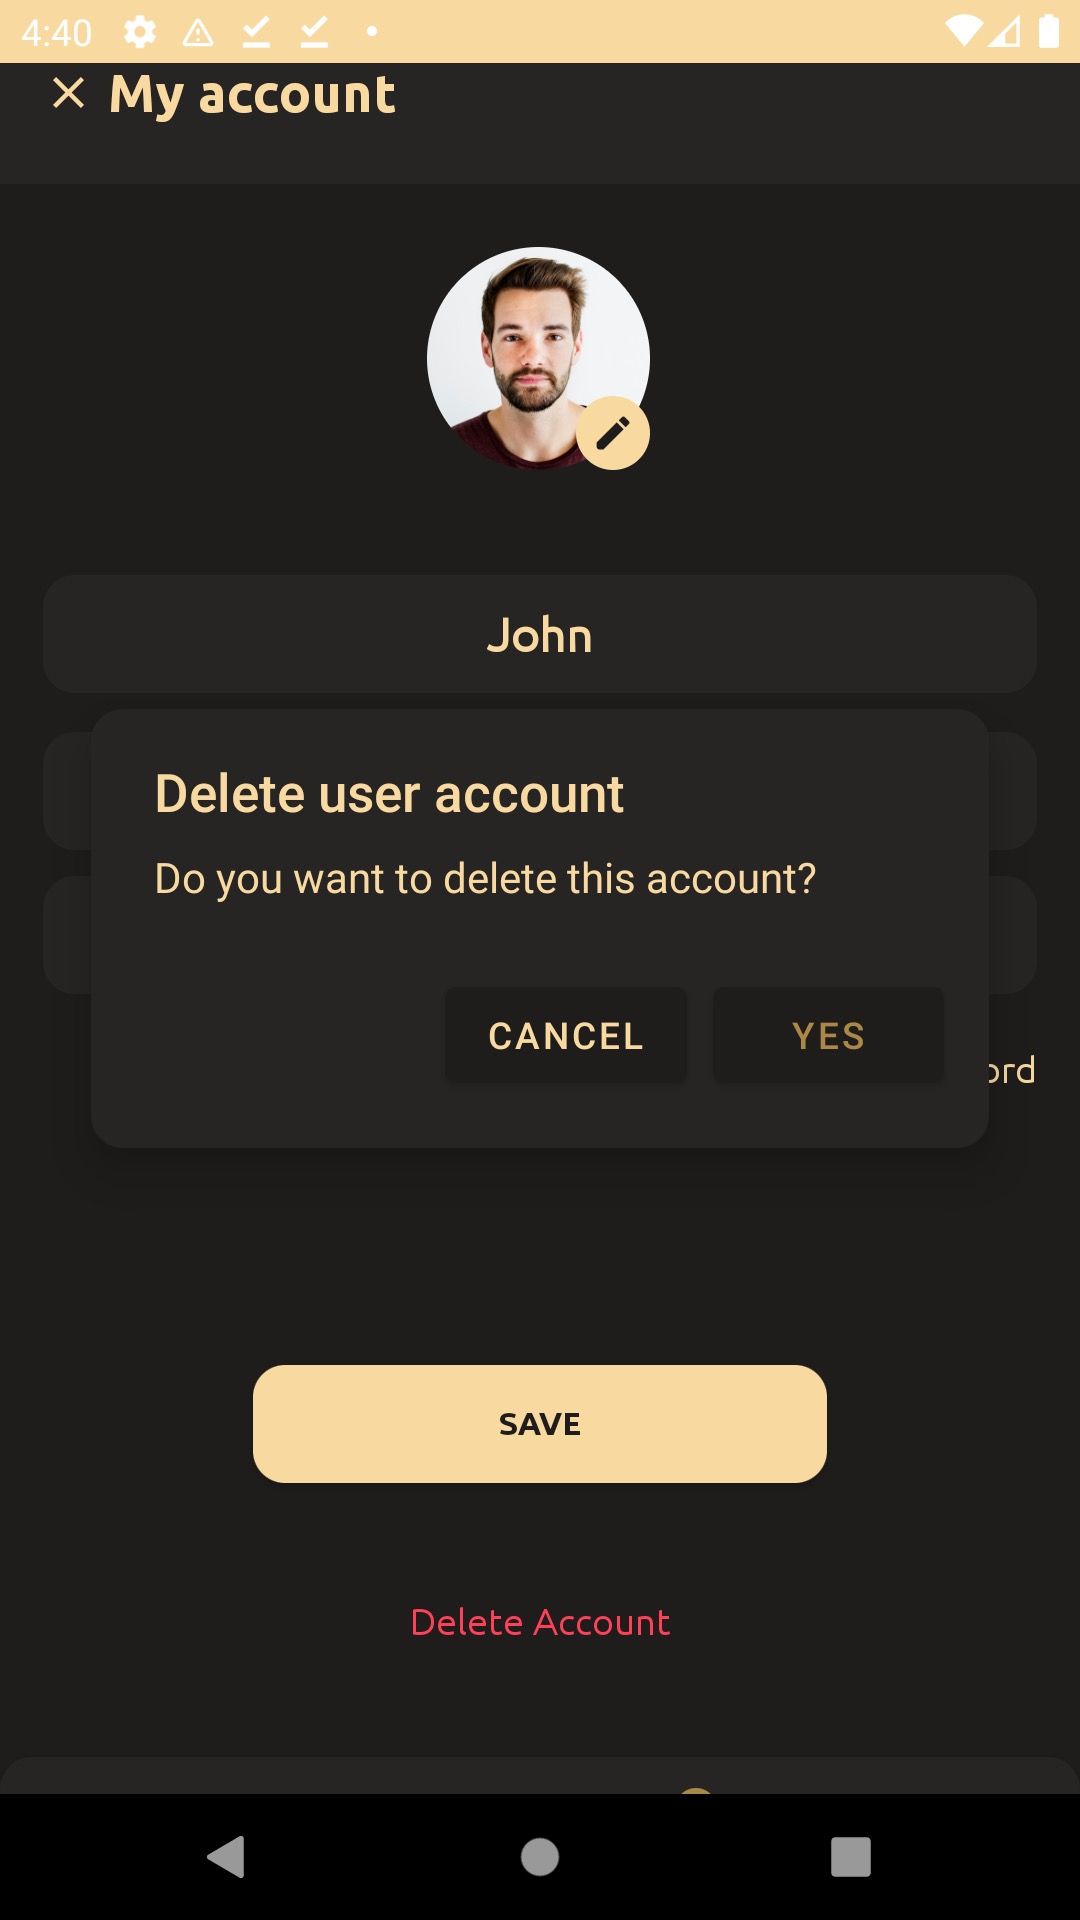 4:40
My account
John
Delete user account
Do you want to delete this account?
CANCEL
YES
SAVE
Delete Account